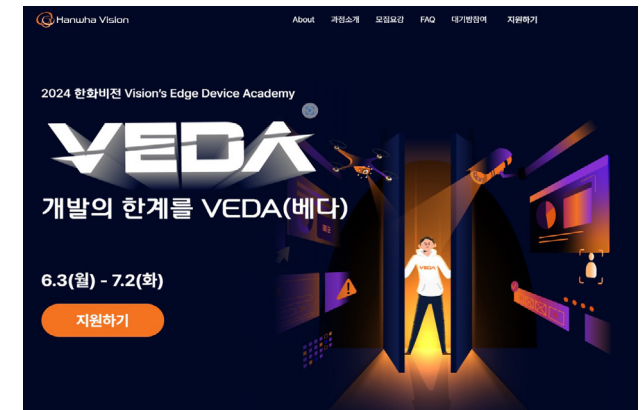 Hanwha Vision
About 과정소개 모집요강 FAQ 대기방참여 지원하기
2024 한화비전 Vision's Edge Device Academy
VEDA
개발의 한계를 VEDA(베다)
6.3(월) - 7.2(화)
지원하기
VEDA